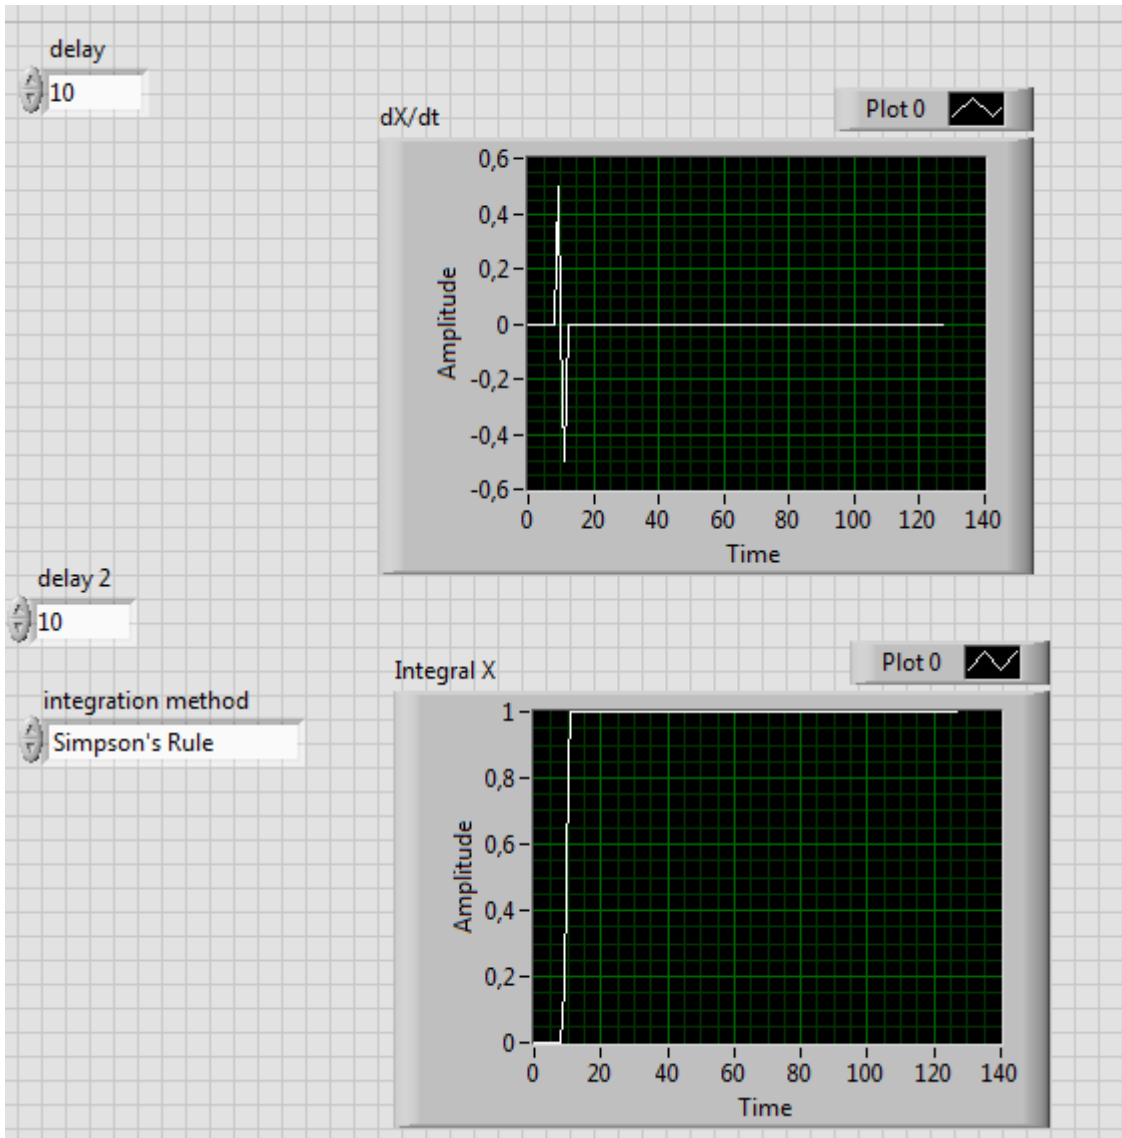 delay
10
dX/dt
Plot 0
Amplitude
0,6
0,4
0,2
0
-0,2
-0,4
-0,6
0 20 40 60 80 100 120 140
Time
delay 2
10
integration method
Simpson's Rule
Integral X
Plot 0
Amplitude
1
0,8
0,6
0,4
0,2
0
0 20 40 60 80 100 120 140
Time